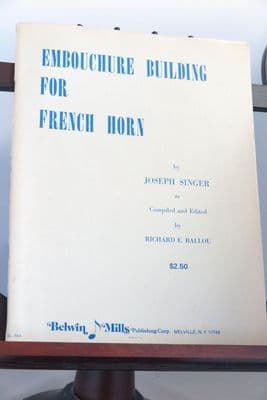 EMBOUCHURE BUILDING
FOR
FRENCH HORN
by
JOSEPH SINGER
as
Compiled and Edited
by
RICHARD E. BALLOU
$2.50
Belwin Mills Publishing Corp. MELVILLE, N. Y. 11746